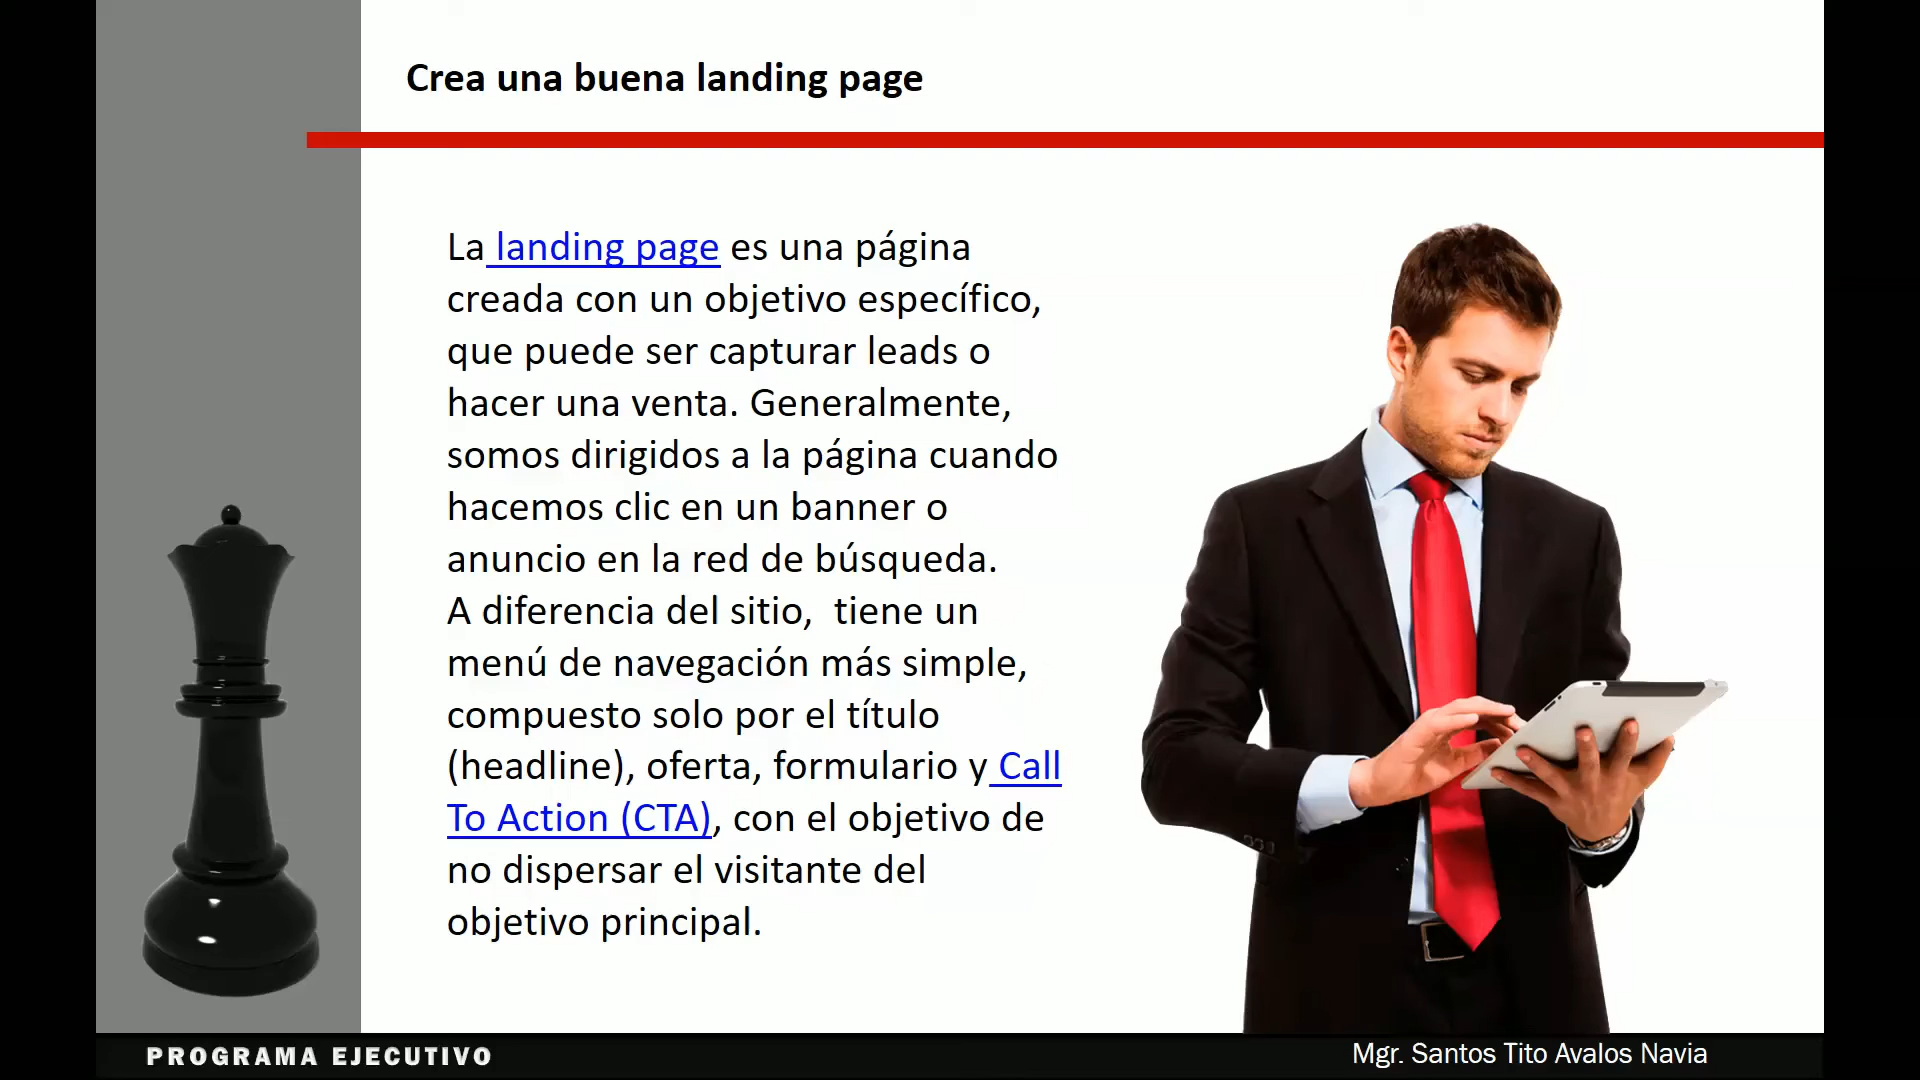 Crea una buena landing page
La landing page es una página
creada con un objetivo específico,
que puede ser capturar leads o
hacer una venta. Generalmente,
somos dirigidos a la página cuando
hacemos clic en un banner o
anuncio en la red de búsqueda.
A diferencia del sitio,  tiene un
menú de navegación más simple,
compuesto solo por el título
(headline), oferta, formulario y Call
To Action (CTA), con el objetivo de
no dispersar el visitante del
objetivo principal.
PROGRAMA EJECUTIVO
Mgr. Santos Tito Avalos Navia